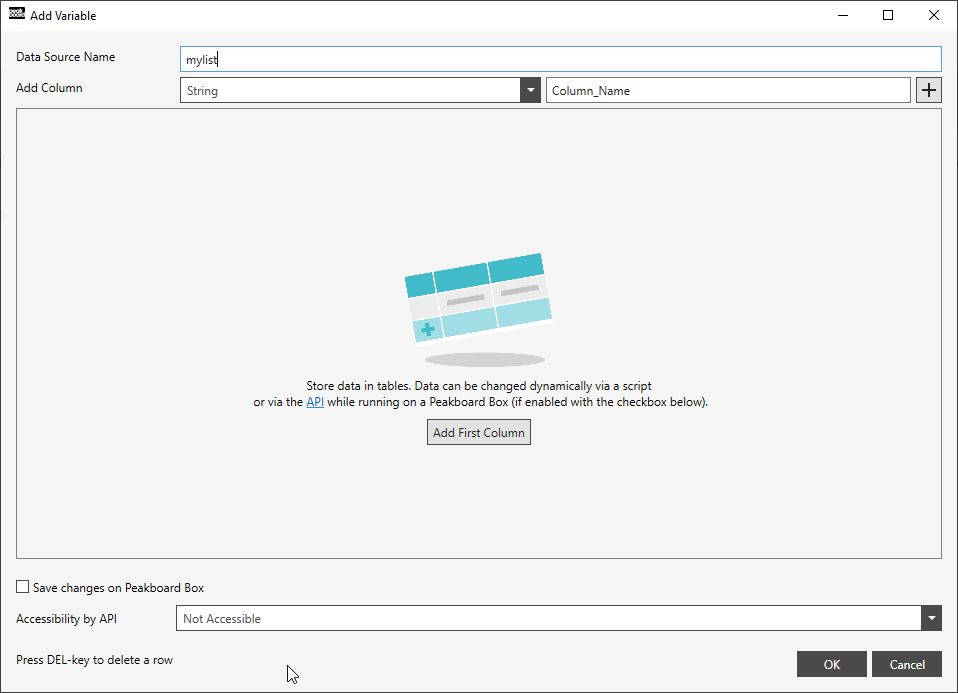 peak
board
Add Variable
Data Source Name
mylist
Add Column
String
Column_Name
Store data in tables. Data can be changed dynamically via a script
or via the API while running on a Peakboard Box (if enabled with the checkbox below).
Add First Column
Save changes on Peakboard Box
Accessibility by API
Not Accessible
Press DEL-key to delete a row
OK
Cancel